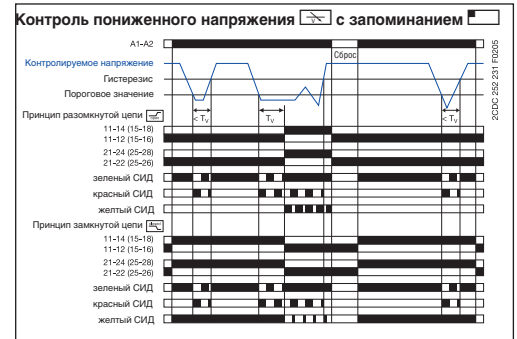 Контроль пониженного напряжения с запоминанием
A1-A2
Сброс
Контролируемое напряжение
Гистерезис
Пороговое значение
< Tv
Tv
< Tv
Принцип разомкнутой цепи
11-14 (15-18)
11-12 (15-16)
21-24 (25-28)
21-22 (25-26)
зеленый СИД
красный СИД
желтый СИД
Принцип замкнутой цепи
11-14 (15-18)
11-12 (15-16)
21-24 (25-28)
21-22 (25-26)
зеленый СИД
красный СИД
желтый СИД
2CDC 252 231 F0205